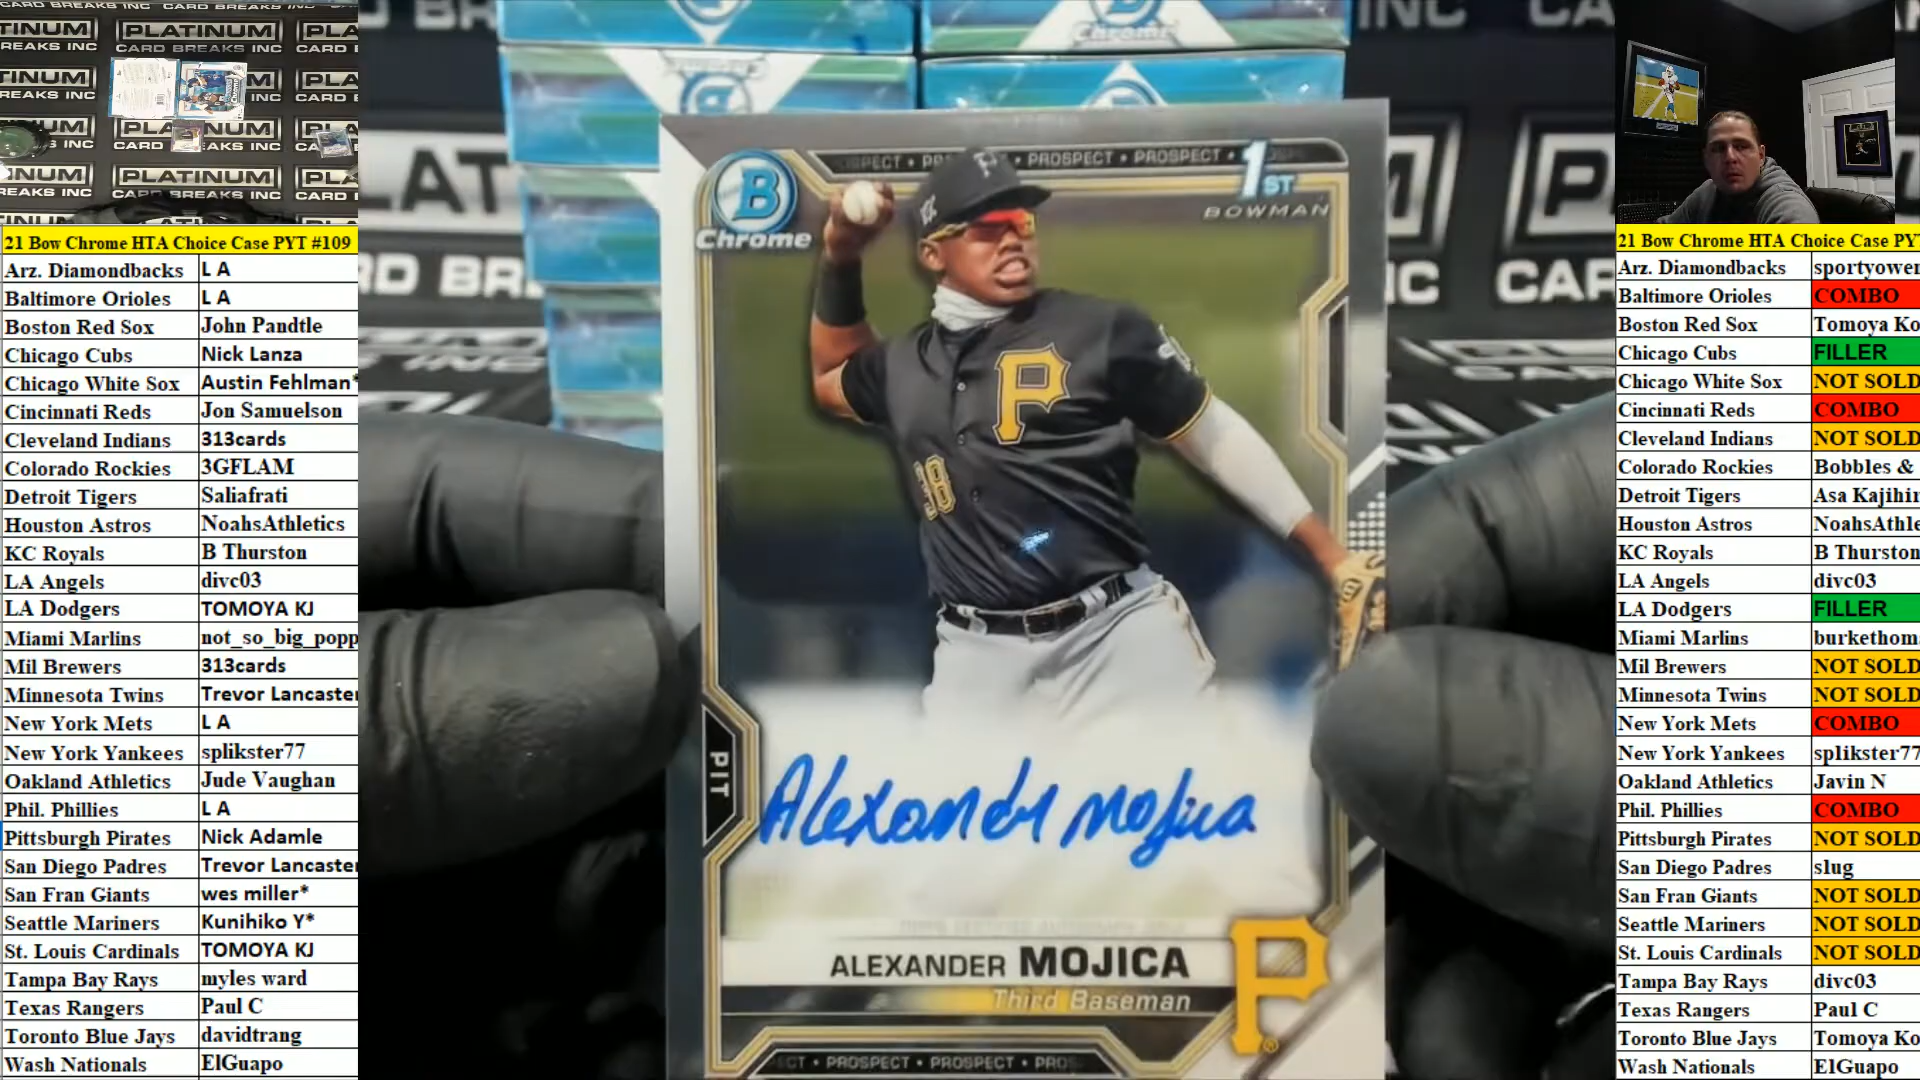 21 Bow Chrome HTA Choice Case PYT #109
Arz. Diamondbacks L A
Baltimore Orioles L A
Boston Red Sox John Pandtle
Chicago Cubs Nick Lanza
Chicago White Sox Austin Fehlman*
Cincinnati Reds Jon Samuelson
Cleveland Indians 313cards
Colorado Rockies 3GFLAM
Detroit Tigers Saliafrati
Houston Astros NoahsAthletics
KC Royals B Thurston
LA Angels divc03
LA Dodgers TOMOYA KJ
Miami Marlins not_so_big_popp
Mil Brewers 313cards
Minnesota Twins Trevor Lancaster
New York Mets L A
New York Yankees splikster77
Oakland Athletics Jude Vaughan
Phil. Phillies L A
Pittsburgh Pirates Nick Adamle
San Diego Padres Trevor Lancaster
San Fran Giants wes miller*
Seattle Mariners Kunihiko Y*
St. Louis Cardinals TOMOYA KJ
Tampa Bay Rays myles ward
Texas Rangers Paul C
Toronto Blue Jays davidtrang
Wash Nationals ElGuapo
PLATINUM
CARD BREAKS INC
PROSPECT • PROSPECT
1ST
BOWMAN
B
Chrome
P
PIT
Alexander Mojica
ALEXANDER MOJICA
Third Baseman
PROSPECT • PROSPECT
21 Bow Chrome HTA Choice Case PY
Arz. Diamondbacks sportyower
Baltimore Orioles COMBO
Boston Red Sox Tomoya Ko
Chicago Cubs FILLER
Chicago White Sox NOT SOLD
Cincinnati Reds COMBO
Cleveland Indians NOT SOLD
Colorado Rockies Bobbles &
Detroit Tigers Asa Kajihir
Houston Astros NoahsAthle
KC Royals B Thurston
LA Angels divc03
LA Dodgers FILLER
Miami Marlins burkethom
Mil Brewers NOT SOLD
Minnesota Twins NOT SOLD
New York Mets COMBO
New York Yankees splikster77
Oakland Athletics Javin N
Phil. Phillies COMBO
Pittsburgh Pirates NOT SOLD
San Diego Padres slug
San Fran Giants NOT SOLD
Seattle Mariners NOT SOLD
St. Louis Cardinals NOT SOLD
Tampa Bay Rays divc03
Texas Rangers Paul C
Toronto Blue Jays Tomoya Ko
Wash Nationals ElGuapo